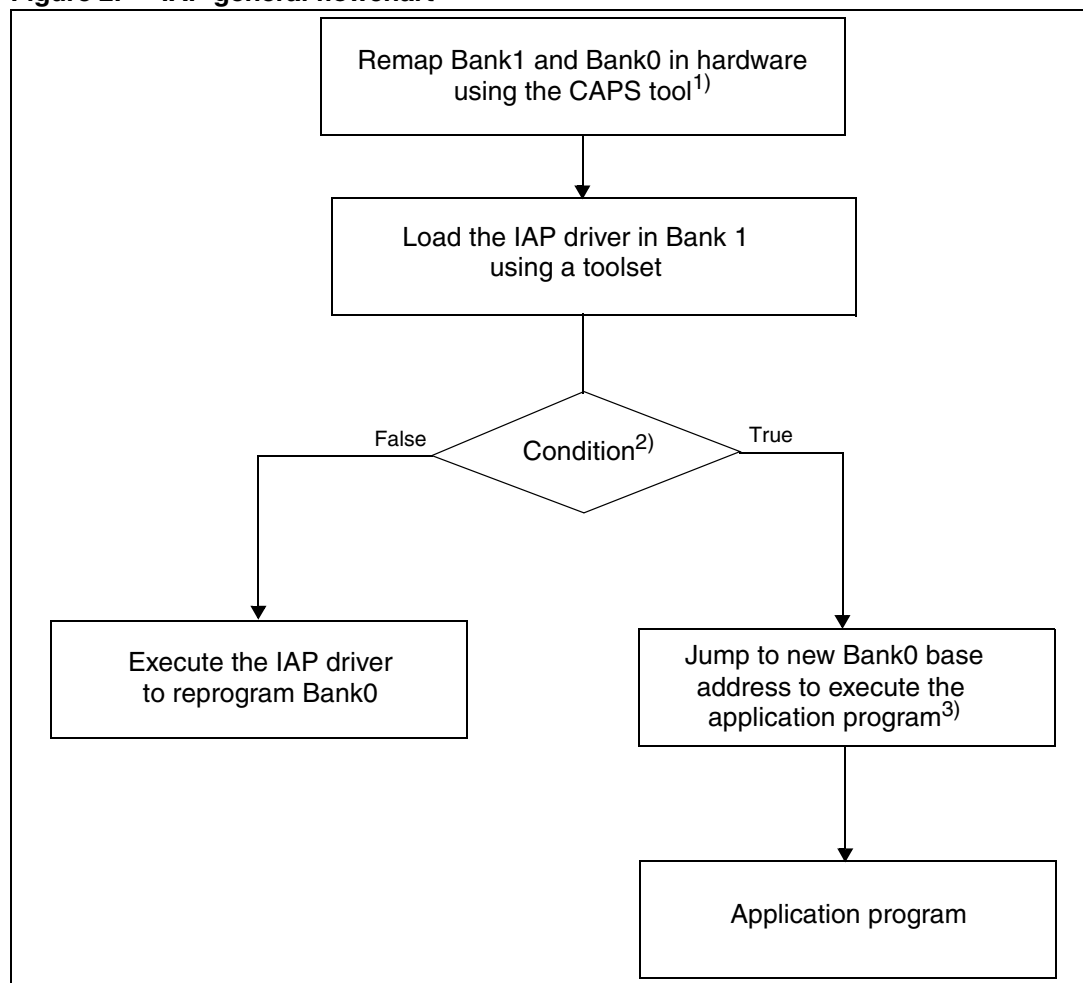 Remap Bank1 and Bank0 in hardware
using the CAPS tool1)
Load the IAP driver in Bank 1
using a toolset
False
Condition2)
True
Execute the IAP driver
to reprogram Bank0
Jump to new Bank0 base
address to execute the
application program3)
Application program